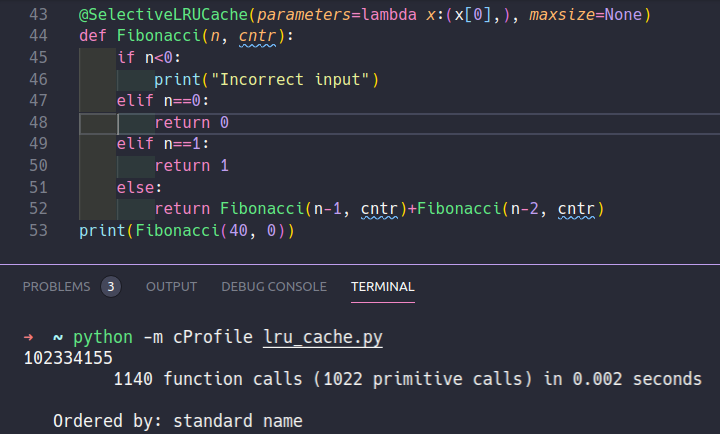 43 @SelectiveLRUCache(parameters=lambda x:(x[0],), maxsize=None)
44 def Fibonacci(n, cntr):
45     if n<0:
46         print("Incorrect input")
47     elif n==0:
48         return 0
49     elif n==1:
50         return 1
51     else:
52         return Fibonacci(n-1, cntr)+Fibonacci(n-2, cntr)
53 print(Fibonacci(40, 0))
PROBLEMS 3 OUTPUT DEBUG CONSOLE TERMINAL
→ ~ python -m cProfile lru_cache.py
102334155
         1140 function calls (1022 primitive calls) in 0.002 seconds
   Ordered by: standard name